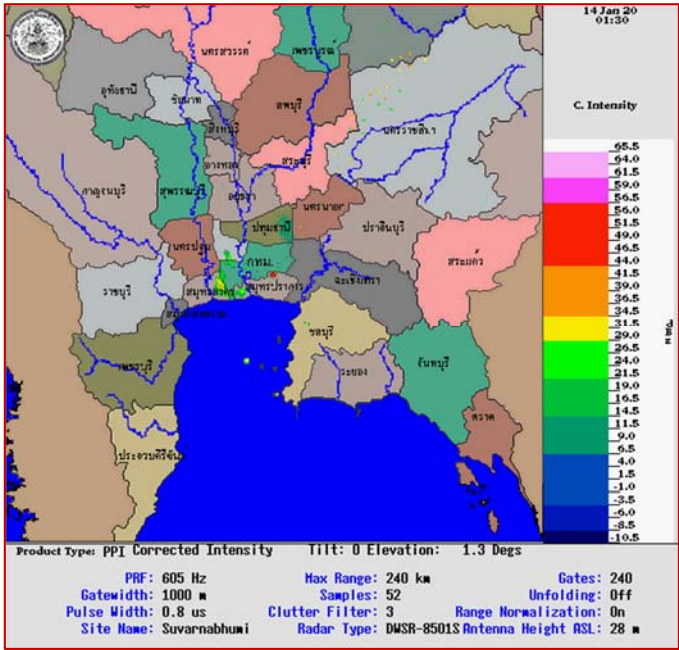 14 Jan 20
01:30
C. Intensity
นครสวรรค์
เพชรบูรณ์
อุทัยธานี
ชัยนาท
ลพบุรี
สิงหบุรี
นครราชสีมา
อ่างทอง
สระบุรี
กาญจนบุรี
สุพรรณบุรี
อยุธยา
นครนายก
ปทุมธานี
ปราจีนบุรี
นครปฐม
กทม.
สระแก้ว
ราชบุรี
สมุทรสาคร
สมุทรปราการ
ฉะเชิงเทรา
สมุทรสงคราม
ชลบุรี
เพชรบุรี
ระยอง
จันทบุรี
ตราด
ประจวบคีรีขันธ์
65.5
64.0
61.5
59.0
56.5
56.0
51.5
49.0
46.5
44.0
41.5
39.0
36.5
34.5
31.5
29.0
26.5
24.0
21.5
19.0
16.5
14.5
11.5
9.0
6.5
4.0
1.5
-1.0
-3.5
-6.0
-8.5
-10.5
Product Type: PPI Corrected Intensity Tilt: 0 Elevation: 1.3 Degs
PRF: 605 Hz Max Range: 240 km Gates: 240
Gatewidth: 1000 m Samples: 52 Unfolding: Off
Pulse Width: 0.8 us Clutter Filter: 3 Range Normalization: On
Site Name: Suvarnabhumi Radar Type: DWSR-8501S Antenna Height ASL: 28 m